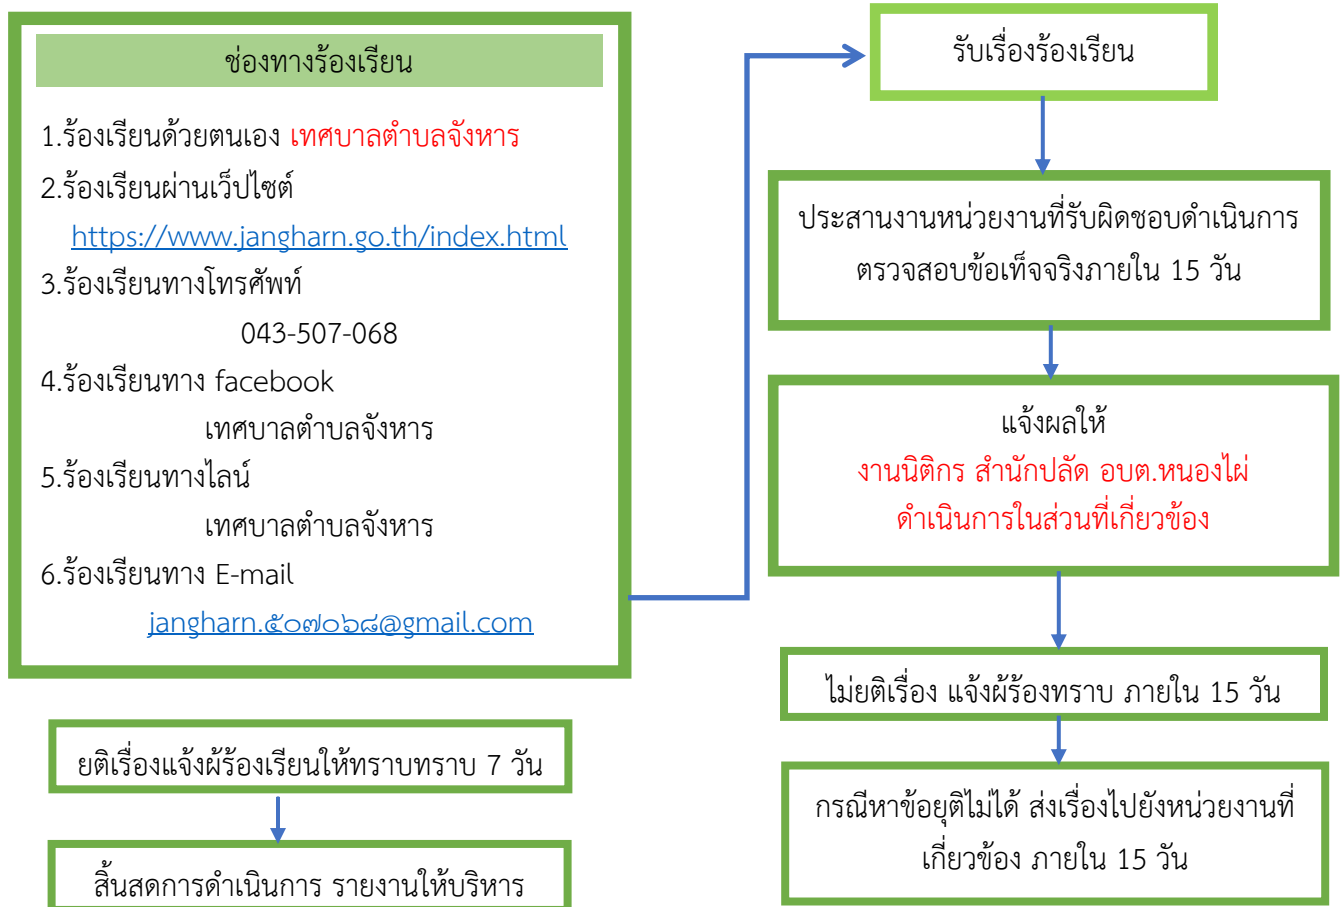 ช่องทางร้องเรียน
1.ร้องเรียนด้วยตนเอง เทศบาลตำบลจังหาร
2.ร้องเรียนผ่านเว็ปไซต์
https://www.jangharn.go.th/index.html
3.ร้องเรียนทางโทรศัพท์
043-507-068
4.ร้องเรียนทาง facebook
เทศบาลตำบลจังหาร
5.ร้องเรียนทางไลน์
เทศบาลตำบลจังหาร
6.ร้องเรียนทาง E-mail
jangharn.๕๐๗๐๖๘@gmail.com
รับเรื่องร้องเรียน
ประสานงานหน่วยงานที่รับผิดชอบดำเนินการ
ตรวจสอบข้อเท็จจริงภายใน 15 วัน
แจ้งผลให้
งานนิติกร สำนักปลัด อบต.หนองไผ่
ดำเนินการในส่วนที่เกี่ยวข้อง
ไม่ยติเรื่อง แจ้งผู้ร้องทราบ ภายใน 15 วัน
กรณีหาข้อยุติไม่ได้ ส่งเรื่องไปยังหน่วยงานที่
เกี่ยวข้อง ภายใน 15 วัน
ยติเรื่องแจ้งผู้ร้องเรียนให้ทราบทราบ 7 วัน
สิ้นสดการดำเนินการ รายงานให้บริหาร